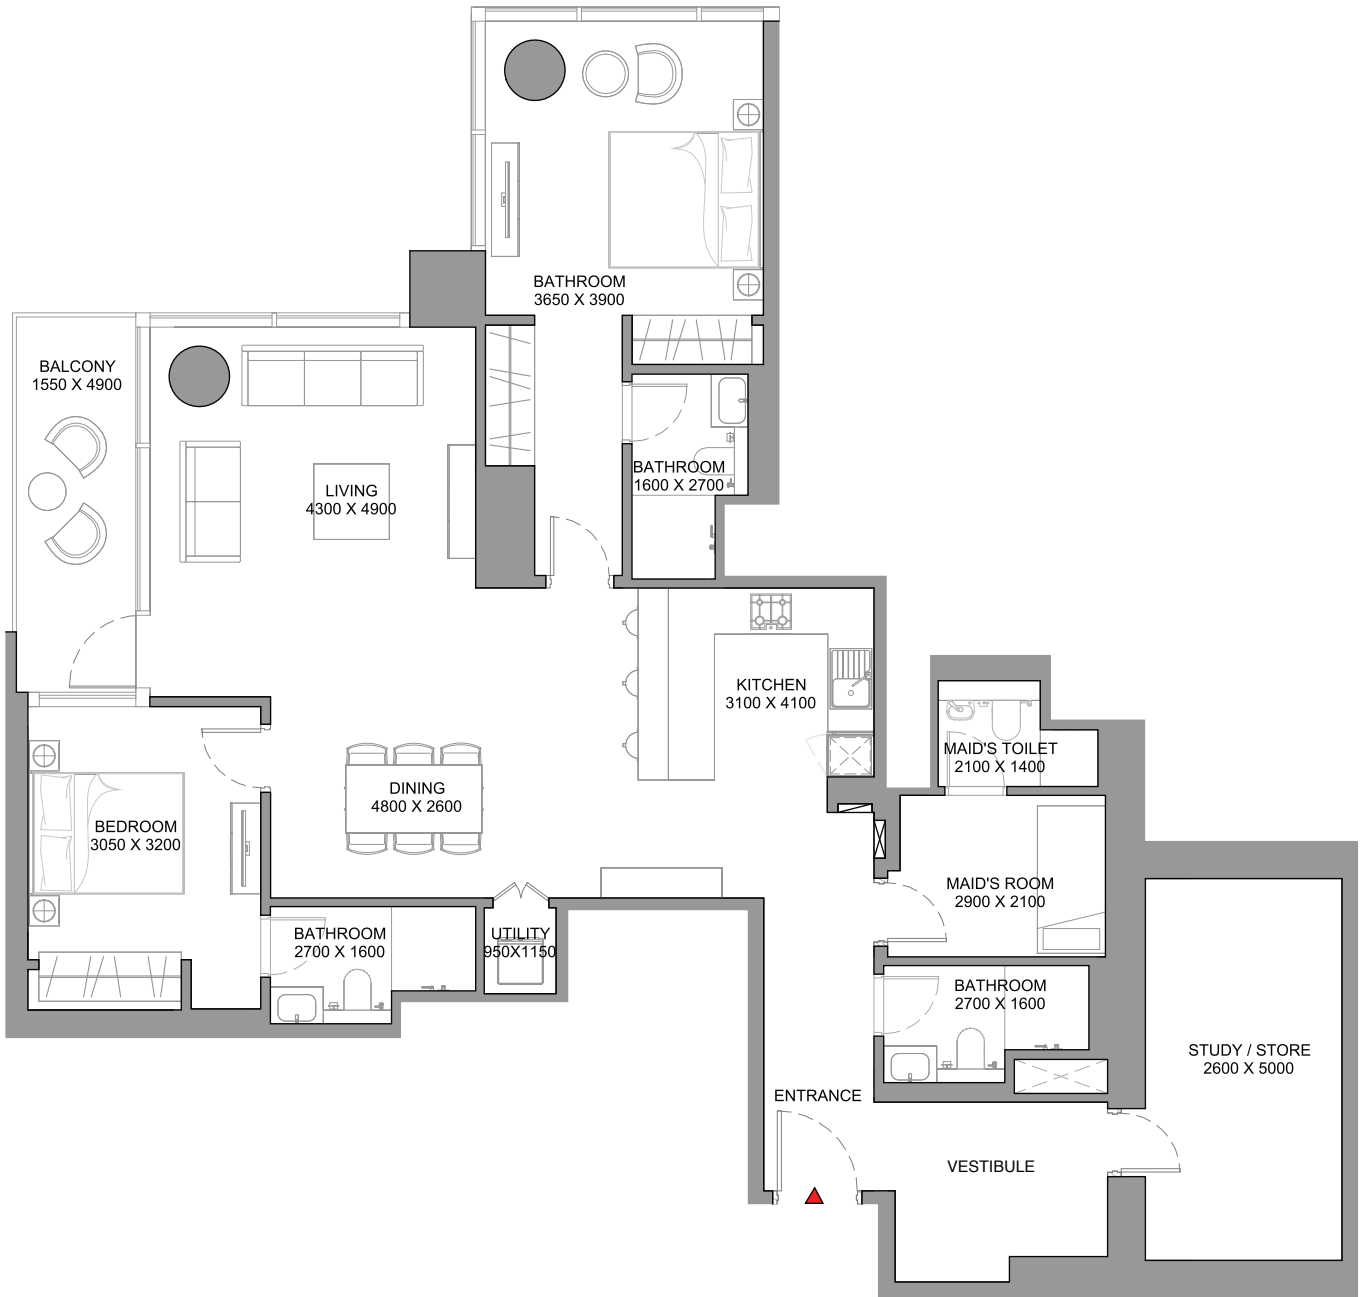 BATHROOM
3650 X 3900
BALCONY
1550 X 4900
LIVING
4300 X 4900
BATHROOM
1600 X 2700
KITCHEN
3100 X 4100
MAID'S TOILET
2100 X 1400
DINING
4800 X 2600
BEDROOM
3050 X 3200
MAID'S ROOM
2900 X 2100
BATHROOM
2700 X 1600
UTILITY
950X1150
BATHROOM
2700 X 1600
STUDY / STORE
2600 X 5000
ENTRANCE
VESTIBULE